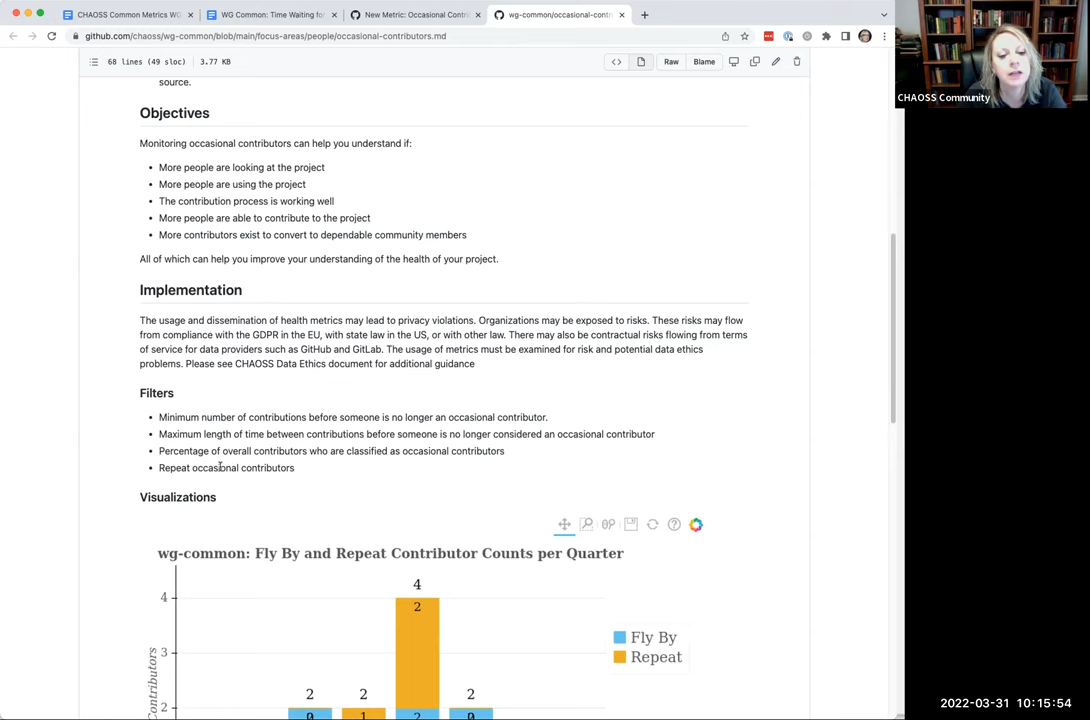 CHAOSS Common Metrics WG
WG Common: Time Waiting fo
New Metric: Occasional Contri
wg-common/occasional-contr
github.com/chaoss/wg-common/blob/main/focus-areas/people/occasional-contributors.md
68 lines (49 sloc) 3.77 KB
Raw
Blame
source.
Objectives
Monitoring occasional contributors can help you understand if:
• More people are looking at the project
• More people are using the project
• The contribution process is working well
• More people are able to contribute to the project
• More contributors exist to convert to dependable community members
All of which can help you improve your understanding of the health of your project.
Implementation
The usage and dissemination of health metrics may lead to privacy violations. Organizations may be exposed to risks. These risks may flow
from compliance with the GDPR in the EU, with state law in the US, or with other law. There may also be contractual risks flowing from terms
of service for data providers such as GitHub and GitLab. The usage of metrics must be examined for risk and potential data ethics
problems. Please see CHAOSS Data Ethics document for additional guidance
Filters
• Minimum number of contributions before someone is no longer an occasional contributor.
• Maximum length of time between contributions before someone is no longer considered an occasional contributor
• Percentage of overall contributors who are classified as occasional contributors
• Repeat occasional contributors
Visualizations
wg-common: Fly By and Repeat Contributor Counts per Quarter
4
4
2
Fly By
Repeat
3
Contributors
2 2 2
2
0 1 2 0
CHAOSS Community
2022-03-31 10:15:54